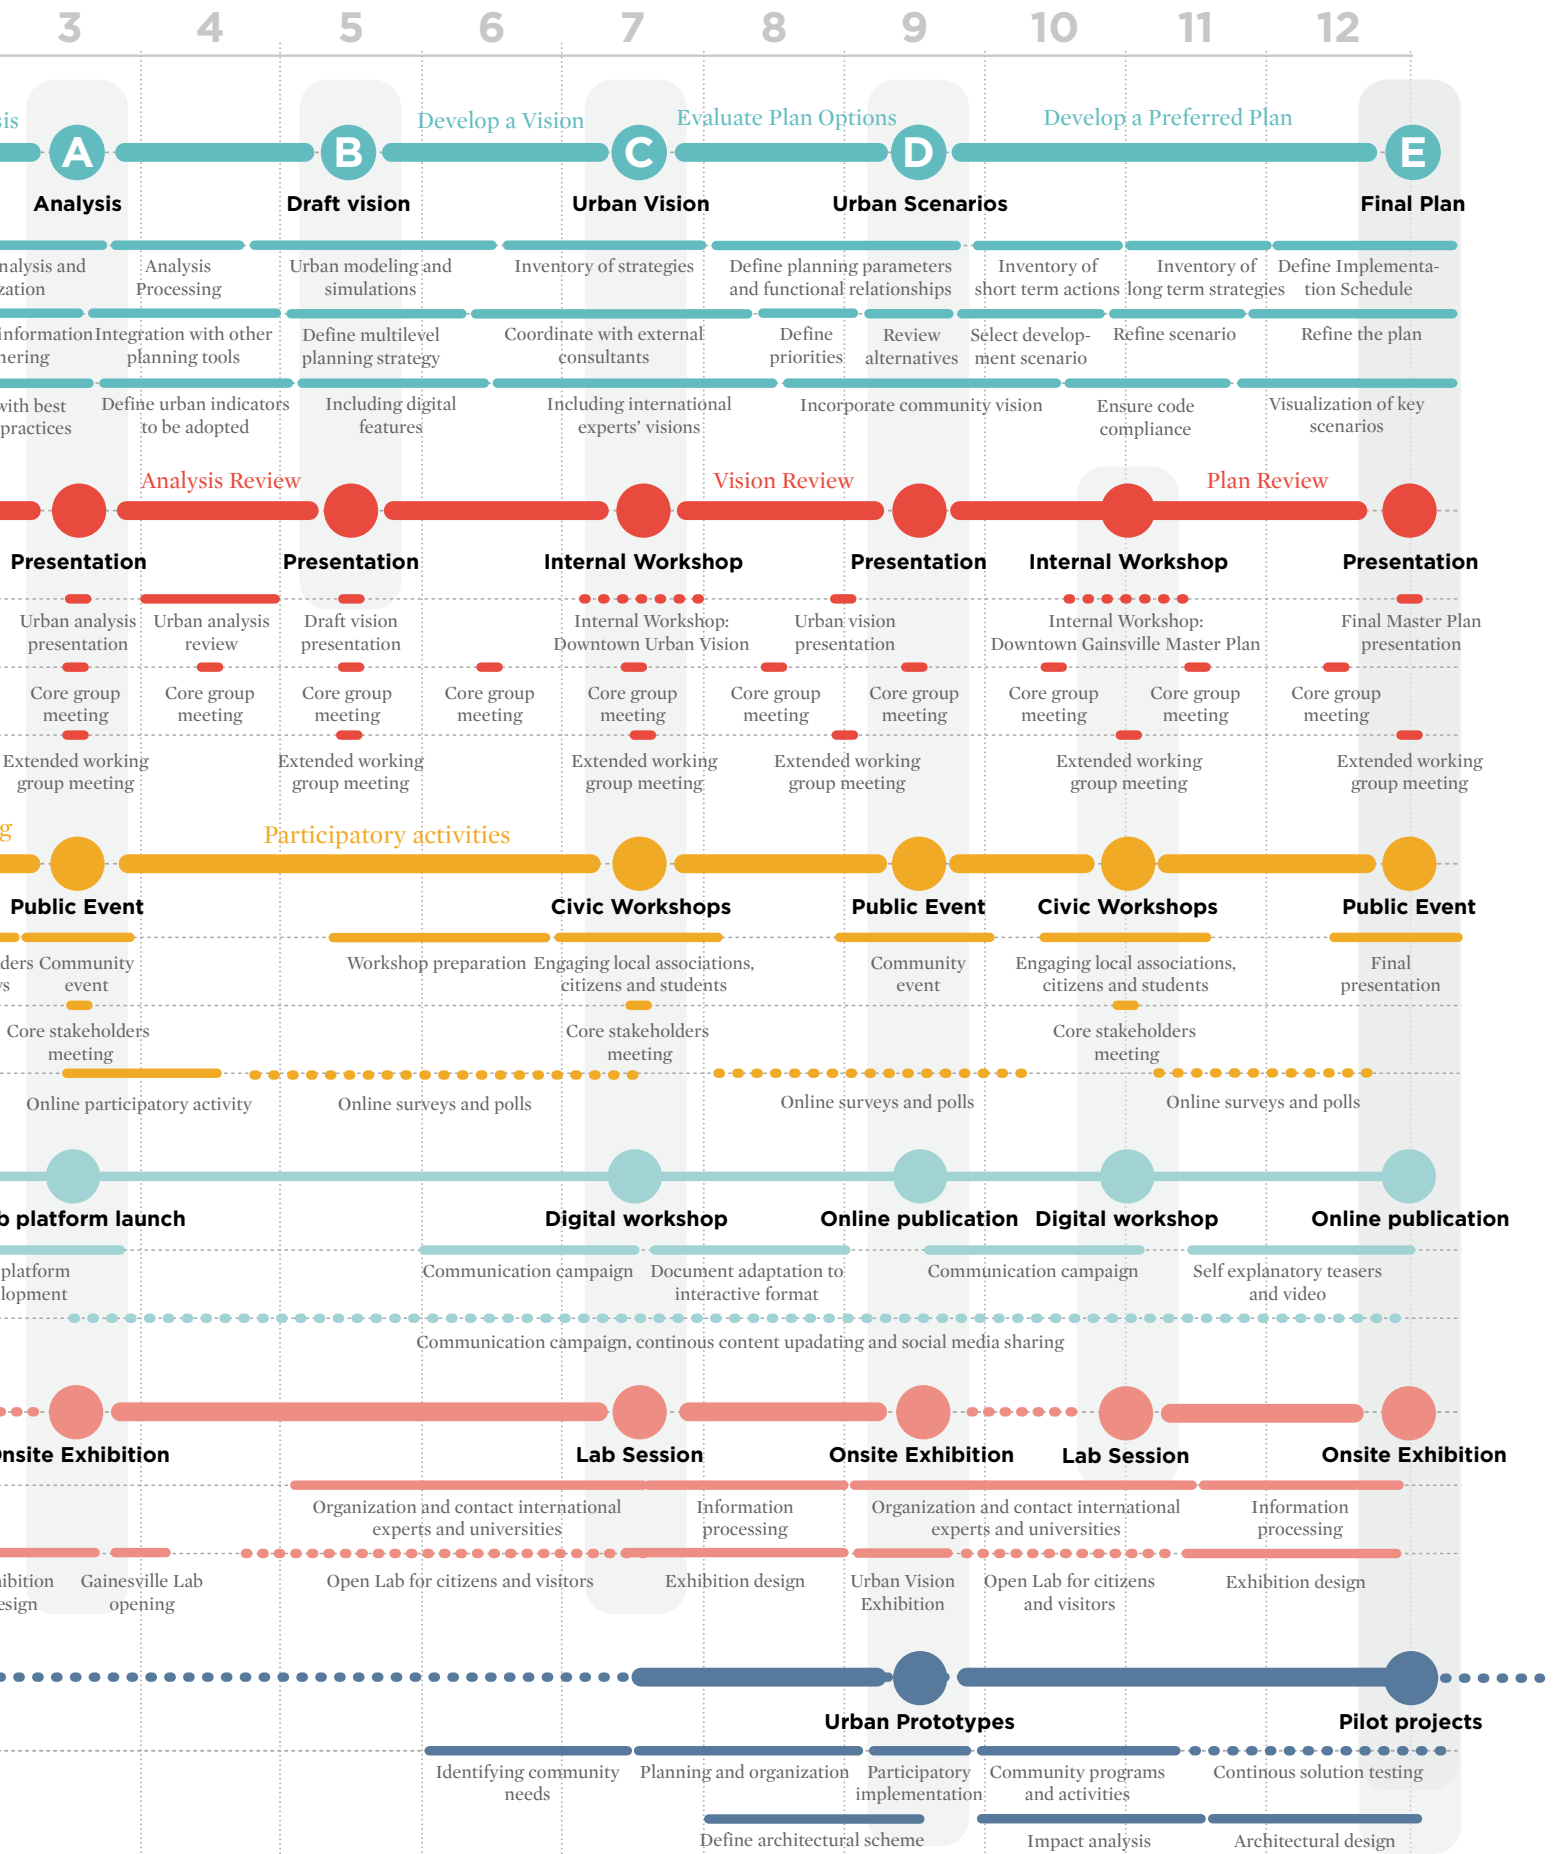 3 4 5 6 7 8 9 10 11 12
sis Develop a Vision Evaluate Plan Options Develop a Preferred Plan
A B C D E
Analysis Draft vision Urban Vision Urban Scenarios Final Plan
nalysis and Analysis Urban modeling and Inventory of strategies Define planning parameters Inventory of Inventory of Define Implementa-
zation Processing simulations and functional relationships short term actions long term strategies tion Schedule
information Integration with other Define multilevel Coordinate with external Define Review Select develop- Refine scenario Refine the plan
hering planning tools planning strategy consultants priorities alternatives ment scenario
with best Define urban indicators Including digital Including international Incorporate community vision Ensure code Visualization of key
practices to be adopted features experts' visions compliance scenarios
Analysis Review Vision Review Plan Review
Presentation Presentation Internal Workshop Presentation Internal Workshop Presentation
Urban analysis Urban analysis Draft vision Internal Workshop: Urban vision Internal Workshop: Final Master Plan
presentation review presentation Downtown Urban Vision presentation Downtown Gainsville Master Plan presentation
Core group Core group Core group Core group Core group Core group Core group Core group Core group Core group
meeting meeting meeting meeting meeting meeting meeting meeting meeting meeting
Extended working Extended working Extended working Extended working Extended working Extended working
group meeting group meeting group meeting group meeting group meeting group meeting
g Participatory activities
Public Event Civic Workshops Public Event Civic Workshops Public Event
ders Community Workshop preparation Engaging local associations, Community Engaging local associations, Final
vs event citizens and students event citizens and students presentation
Core stakeholders Core stakeholders Core stakeholders
meeting meeting meeting
Online participatory activity Online surveys and polls Online surveys and polls Online surveys and polls
b platform launch Digital workshop Online publication Digital workshop Online publication
platform Communication campaign Document adaptation to Communication campaign Self explanatory teasers
lopment interactive format and video
Communication campaign, continous content upadating and social media sharing
Onsite Exhibition Lab Session Onsite Exhibition Lab Session Onsite Exhibition
Organization and contact international Information Organization and contact international Information
experts and universities processing experts and universities processing
ibition Gainesville Lab Open Lab for citizens and visitors Exhibition design Urban Vision Open Lab for citizens Exhibition design
esign opening Exhibition and visitors
Urban Prototypes Pilot projects
Identifying community Planning and organization Participatory Community programs Continous solution testing
needs implementation and activities
Define architectural scheme Impact analysis Architectural design